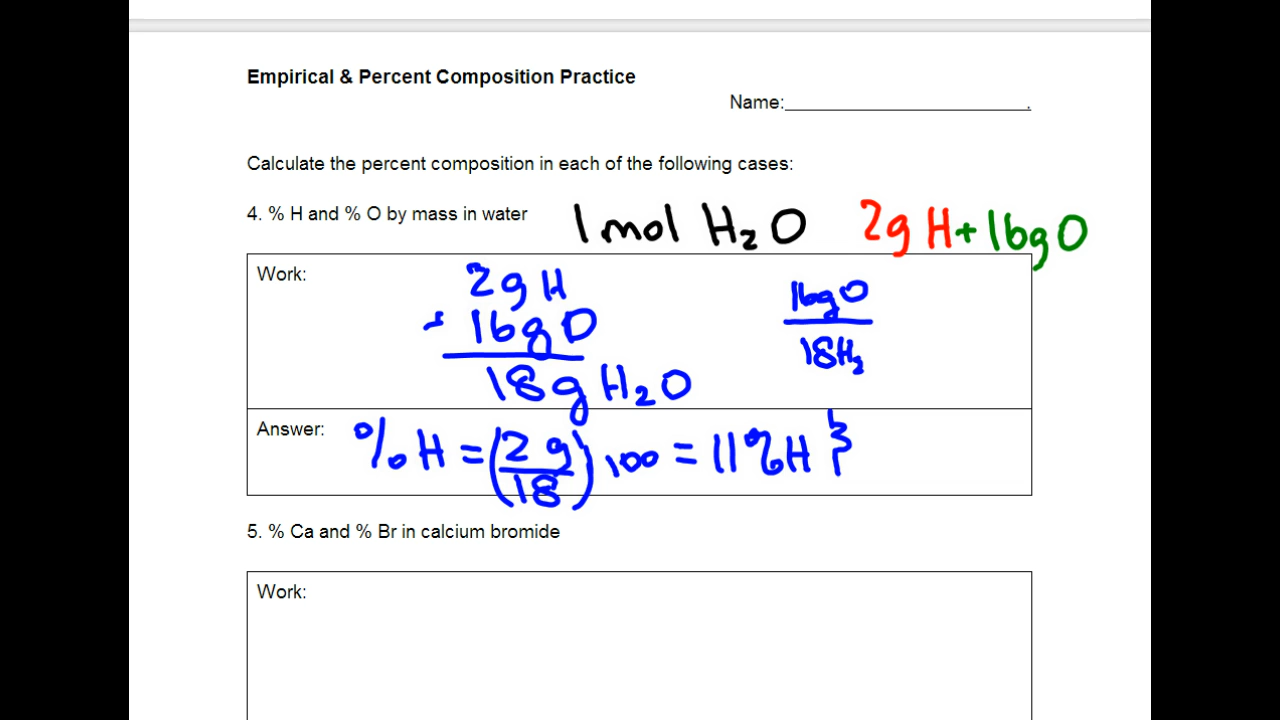 Empirical & Percent Composition Practice
Name:____________________.
Calculate the percent composition in each of the following cases:
4. % H and % O by mass in water 1 mol H₂O 2g H + 16g O
Work:
2g H
+ 16g O
18g H₂O
16g O
18H₂
Answer: % H = (2 g/18) 100 = 11% H
5. % Ca and % Br in calcium bromide
Work: